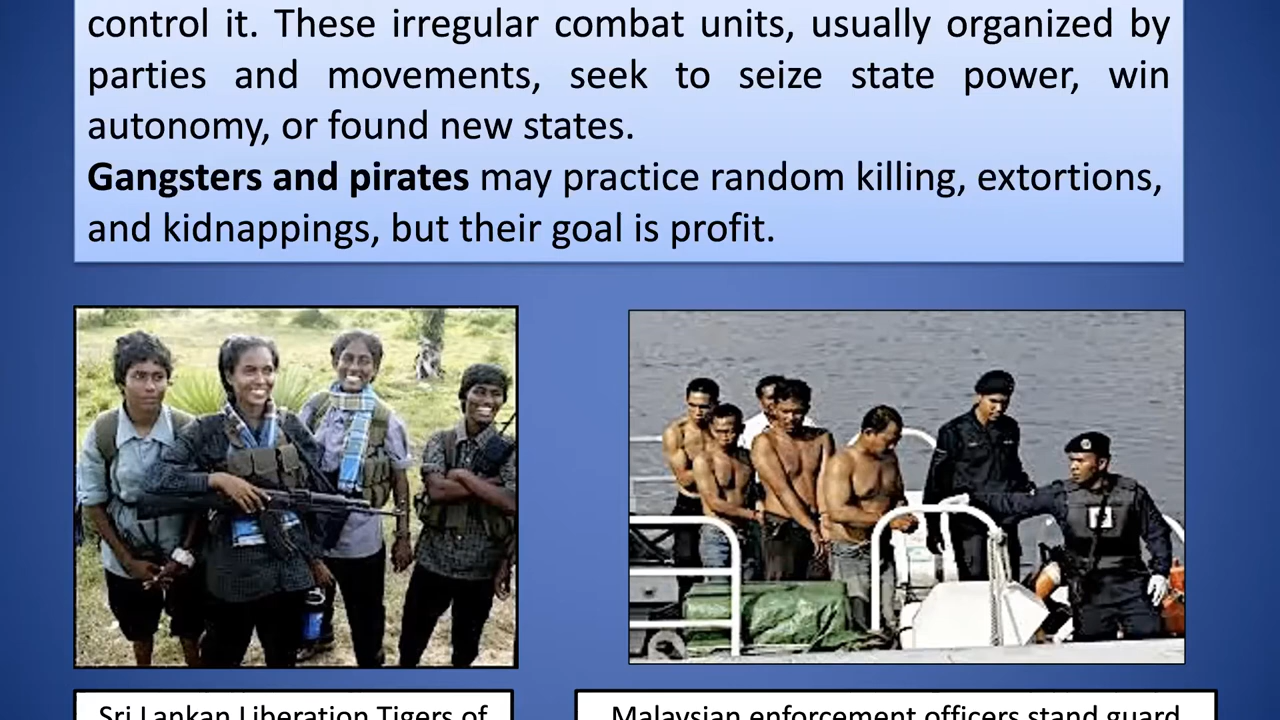 control it. These irregular combat units, usually organized by
parties and movements, seek to seize state power, win
autonomy, or found new states.
Gangsters and pirates may practice random killing, extortions,
and kidnappings, but their goal is profit.
Sri Lankan Liberation Tigers of
Malaysian enforcement officers stand guard